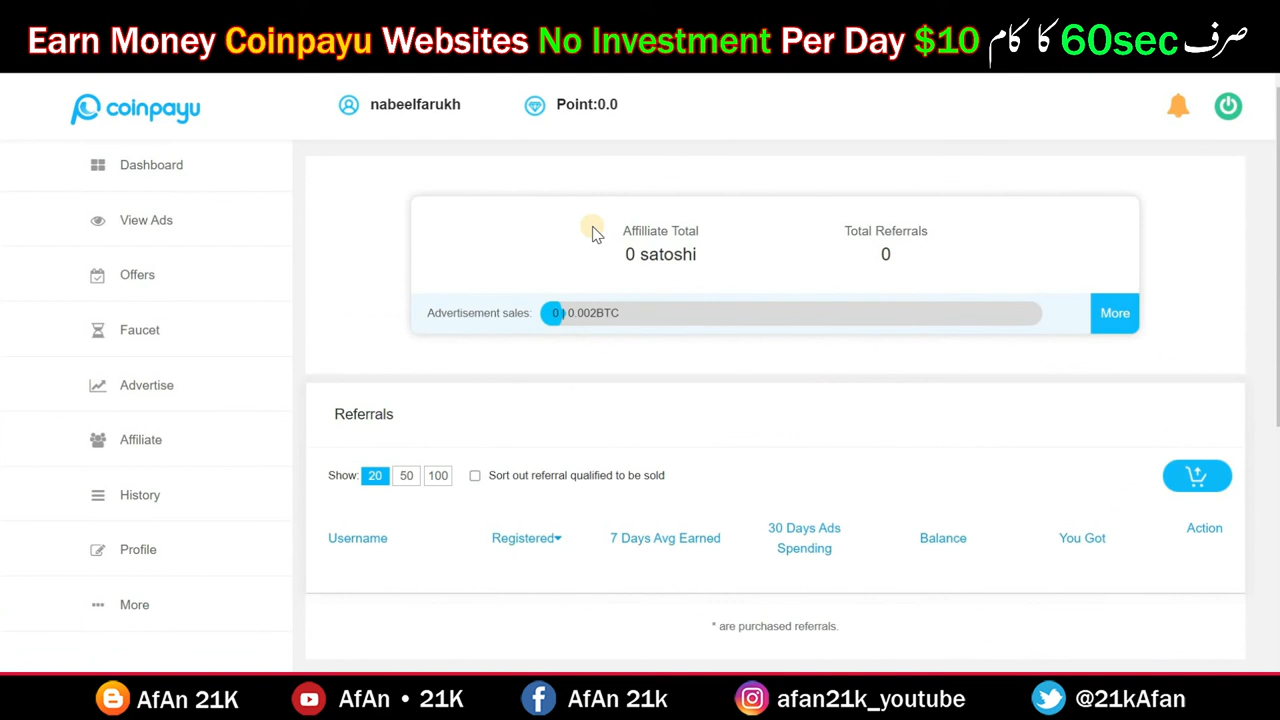 Earn Money Coinpayu Websites No Investment Per Day $10 صرف 60sec کا کام
coinpayu
nabeelfarukh
Point:0.0
Dashboard
View Ads
Offers
Faucet
Advertise
Affiliate
History
Profile
More
Affilliate Total
0 satoshi
Total Referrals
0
Advertisement sales: 0 | 0.002BTC
More
Referrals
Show: 20 50 100 Sort out referral qualified to be sold
Username Registered 7 Days Avg Earned 30 Days Ads Spending Balance You Got Action
* are purchased referrals.
AfAn 21K AfAn • 21K AfAn 21k afan21k_youtube @21kAfan